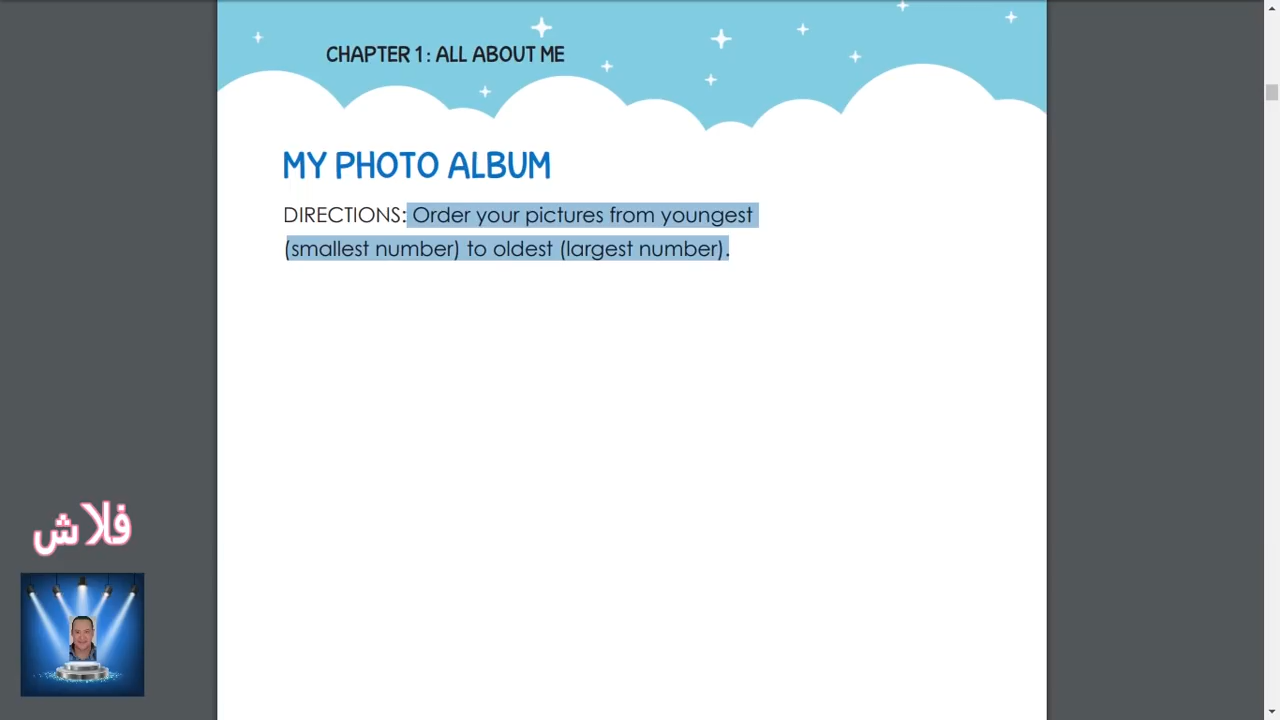 CHAPTER 1: ALL ABOUT ME
MY PHOTO ALBUM
DIRECTIONS: Order your pictures from youngest
(smallest number) to oldest (largest number).
فلاش